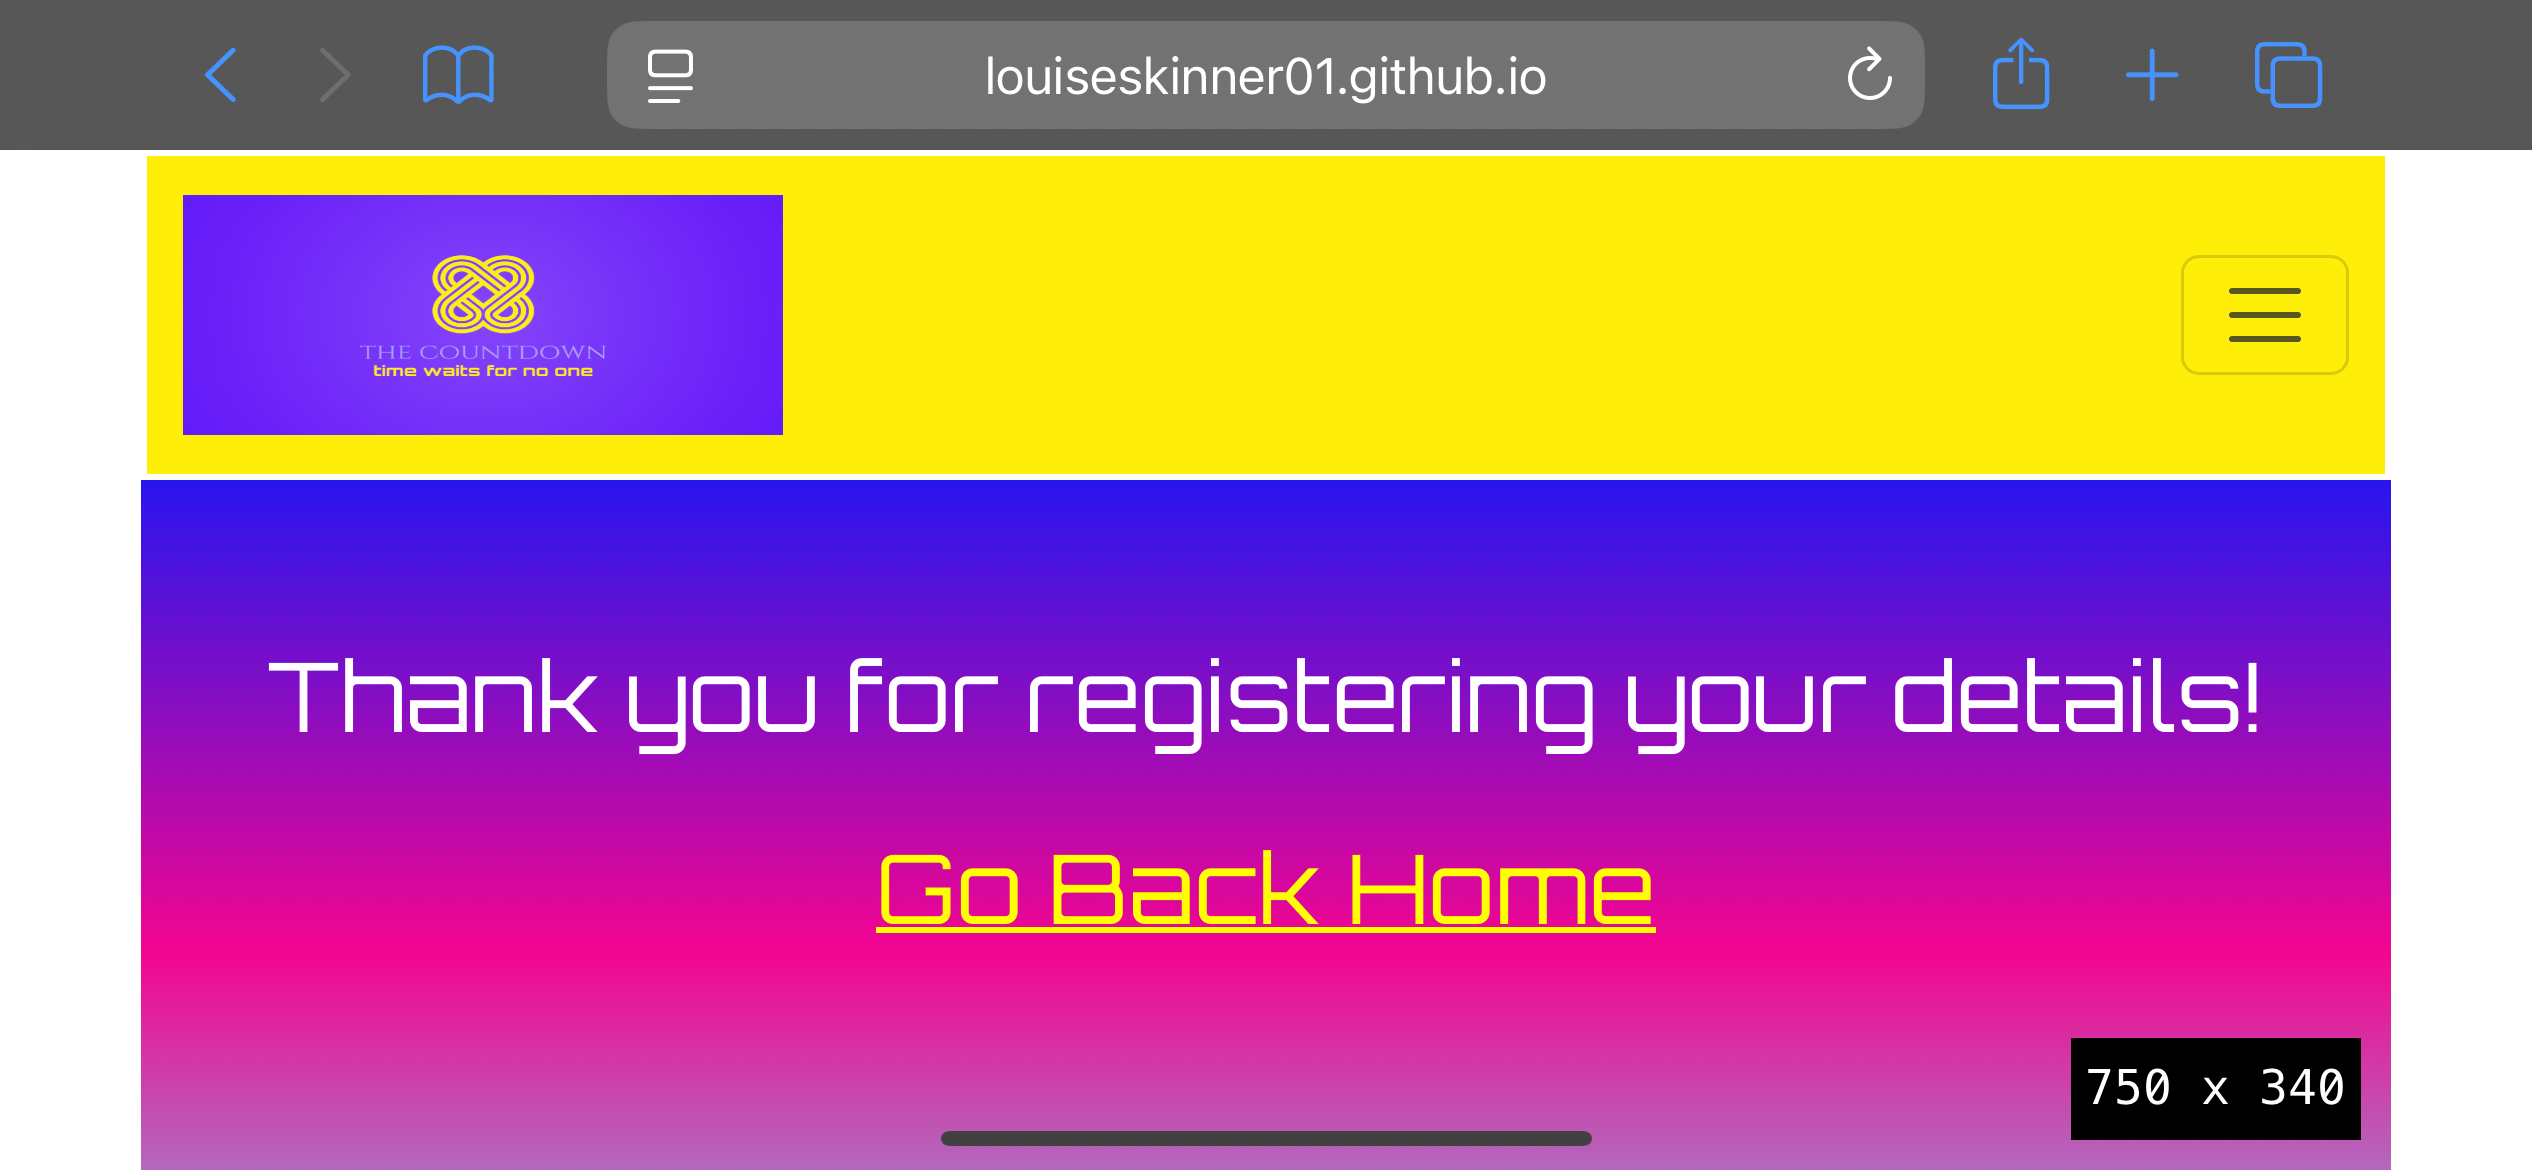 louiseskinner01.github.io
THE COUNTDOWN
time waits for no one
Thank you for registering your details!
Go Back Home
750 x 340